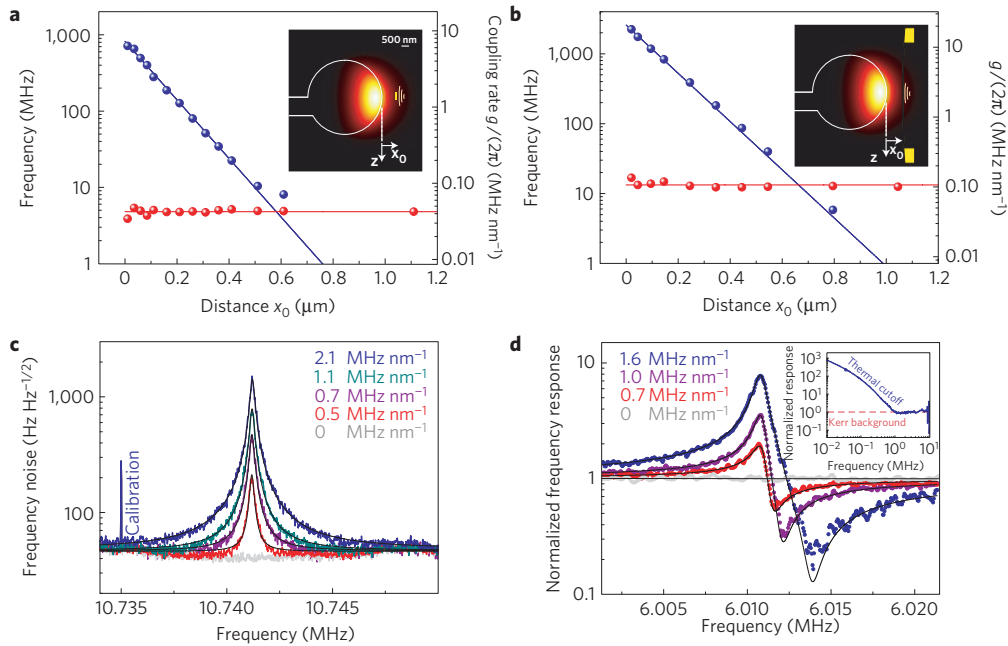 a
Frequency (MHz)
1,000
100
10
1
0.0
0.2
0.4
0.6
0.8
1.0
1.2
Distance x₀ (μm)
10
1
0.10
0.01
Coupling rate g/(2π) (MHz nm⁻¹)
500 nm
x₀
z
b
Frequency (MHz)
1,000
100
10
1
0.0
0.2
0.4
0.6
0.8
1.0
1.2
Distance x₀ (μm)
10
1
0.10
0.01
g/(2π) (MHz nm⁻¹)
x₀
z
c
Frequency noise (Hz Hz⁻¹/²)
1,000
100
10.735
10.740
10.745
Frequency (MHz)
2.1 MHz nm⁻¹
1.1 MHz nm⁻¹
0.7 MHz nm⁻¹
0.5 MHz nm⁻¹
0 MHz nm⁻¹
Calibration
d
Normalized frequency response
10
1
0.1
6.005
6.010
6.015
6.020
Frequency (MHz)
1.6 MHz nm⁻¹
1.0 MHz nm⁻¹
0.7 MHz nm⁻¹
0 MHz nm⁻¹
Normalized response
10³
10²
10¹
10⁰
10⁻¹
Thermal cutoff
Kerr background
10⁻²
10⁻¹
10⁰
10¹
Frequency (MHz)